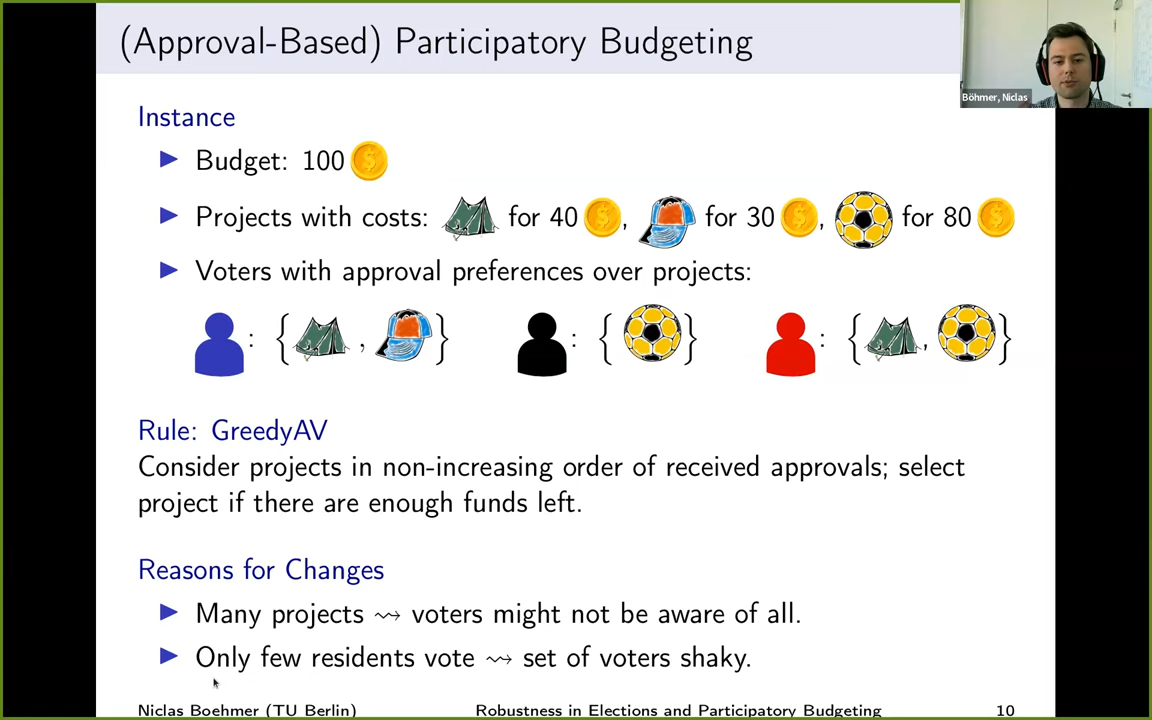 (Approval-Based) Participatory Budgeting
Böhmer, Niclas
Instance
Budget: 100
Projects with costs: for 40 , for 30 , for 80
Voters with approval preferences over projects:
: { , } : { } : { , }
Rule: GreedyAV
Consider projects in non-increasing order of received approvals; select
project if there are enough funds left.
Reasons for Changes
Many projects ⇝ voters might not be aware of all.
Only few residents vote ⇝ set of voters shaky.
Niclas Boehmer (TU Berlin) Robustness in Elections and Participatory Budgeting 10